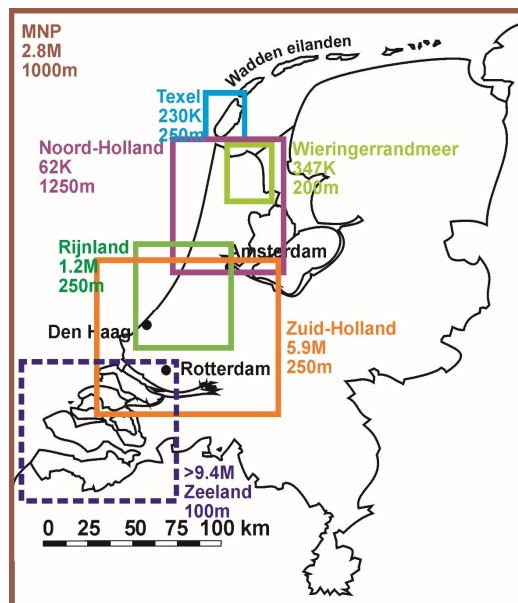 MNP
2.8M
1000m
Wadden eilanden
Texel
230K
250m
Noord-Holland
62K
1250m
Wieringerrandmeer
347K
200m
Rijnland
1.2M
250m
Amsterdam
Den Haag
Zuid-Holland
5.9M
250m
Rotterdam
>9.4M
Zeeland
100m
0 25 50 75 100 km